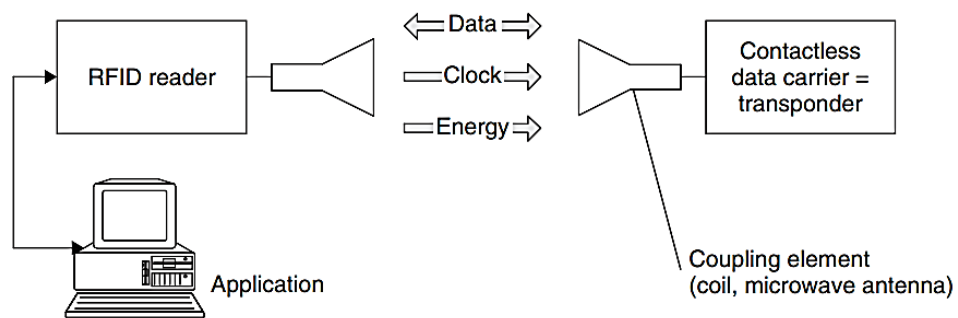 RFID reader
Data
Clock
Energy
Contactless
data carrier =
transponder
Application
Coupling element
(coil, microwave antenna)